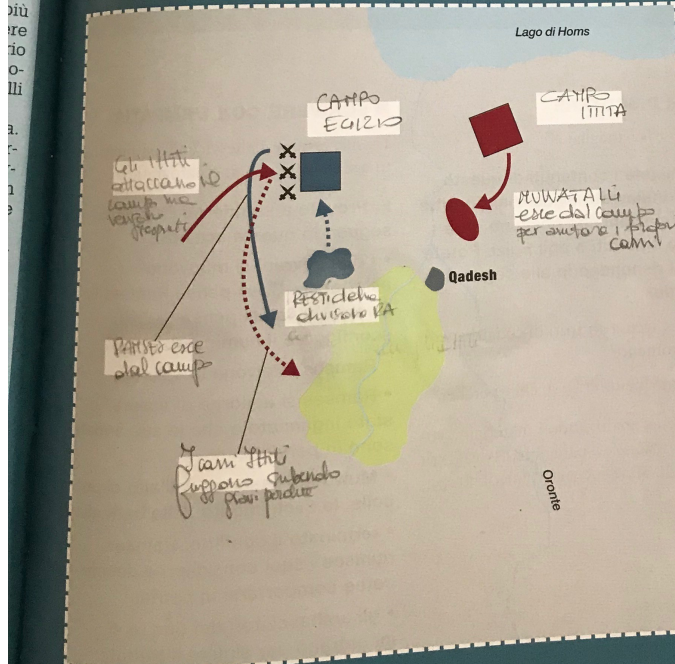 più
ere
rio
o-
lli
a.
r-
n
e
Lago di Homs
CAMPO
EGIZIO
CAMPO
ITTITA
Gli Ittiti
attaccano il
campo ma
vengono
MUWATALLI
esce dal campo
per aiutare i propri
carri
Qadesh
RESTI della
divisione RA
RAMSES esce
dal campo
I carri Ittiti
fuggono subendo
gravi perdite
Oronte